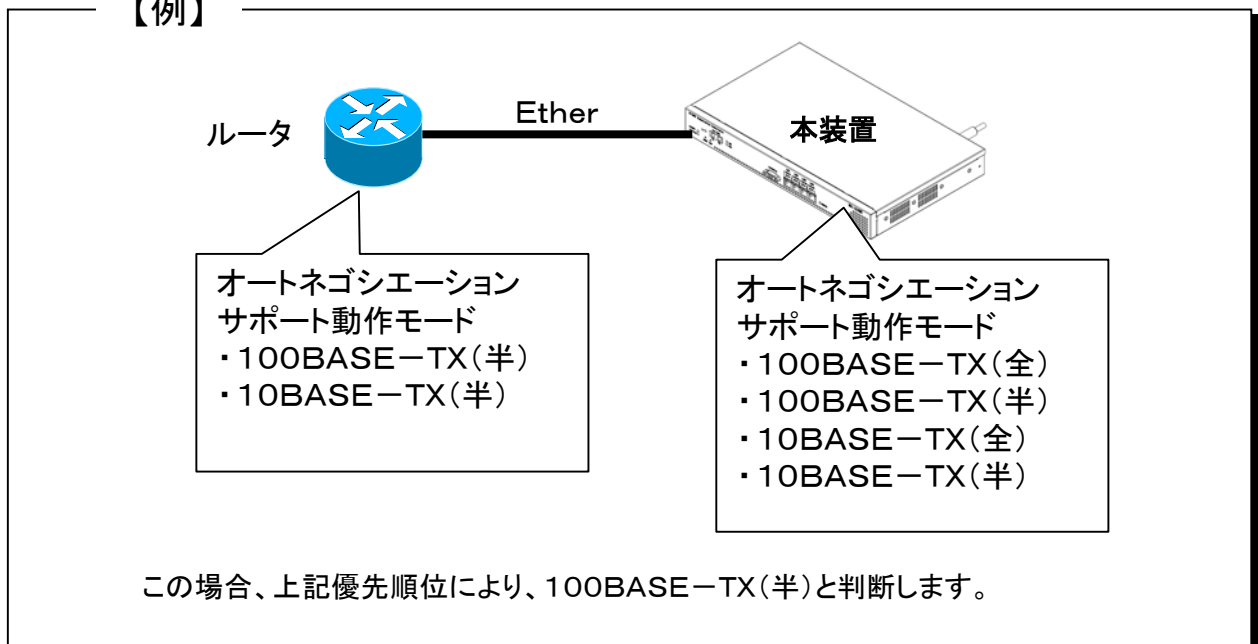 【例】
ルータ
Ether
本装置
オートネゴシエーション
サポート動作モード
・100BASE－TX（半）
・10BASE－TX（半）
オートネゴシエーション
サポート動作モード
・100BASE－TX（全）
・100BASE－TX（半）
・10BASE－TX（全）
・10BASE－TX（半）
この場合、上記優先順位により、100BASE－TX（半）と判断します。